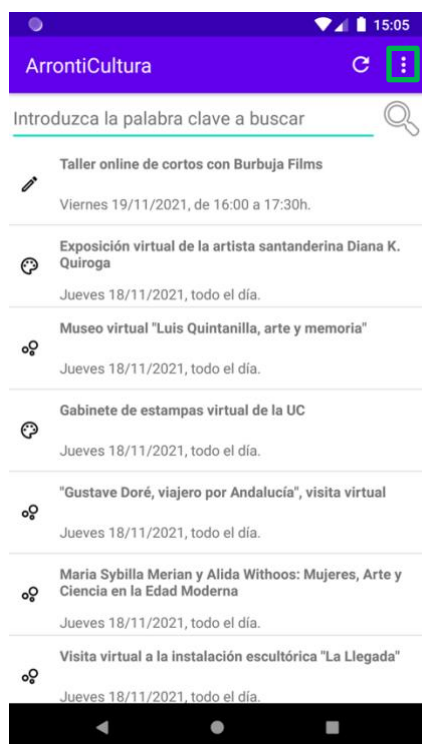 15:05
ArrontiCultura
Introduzca la palabra clave a buscar
Taller online de cortos con Burbuja Films
Viernes 19/11/2021, de 16:00 a 17:30h.
Exposición virtual de la artista santanderina Diana K.
Quiroga
Jueves 18/11/2021, todo el día.
Museo virtual "Luis Quintanilla, arte y memoria"
Jueves 18/11/2021, todo el día.
Gabinete de estampas virtual de la UC
Jueves 18/11/2021, todo el día.
"Gustave Doré, viajero por Andalucía", visita virtual
Jueves 18/11/2021, todo el día.
Maria Sybilla Merian y Alida Withoos: Mujeres, Arte y
Ciencia en la Edad Moderna
Jueves 18/11/2021, todo el día.
Visita virtual a la instalación escultórica "La Llegada"
Jueves 18/11/2021, todo el día.